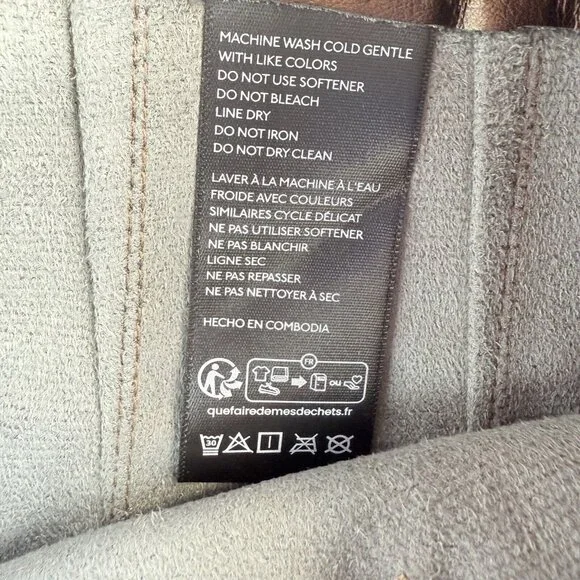 MACHINE WASH COLD GENTLE
WITH LIKE COLORS
DO NOT USE SOFTENER
DO NOT BLEACH
LINE DRY
DO NOT IRON
DO NOT DRY CLEAN
LAVER À LA MACHINE À L'EAU
FROIDE AVEC COULEURS
SIMILAIRES CYCLE DÉLICAT
NE PAS UTILISER SOFTENER
NE PAS BLANCHIR
LIGNE SEC
NE PAS REPASSER
NE PAS NETTOYER À SEC
HECHO EN COMBODIA
FR
OU
quefairedemesdechets.fr
30